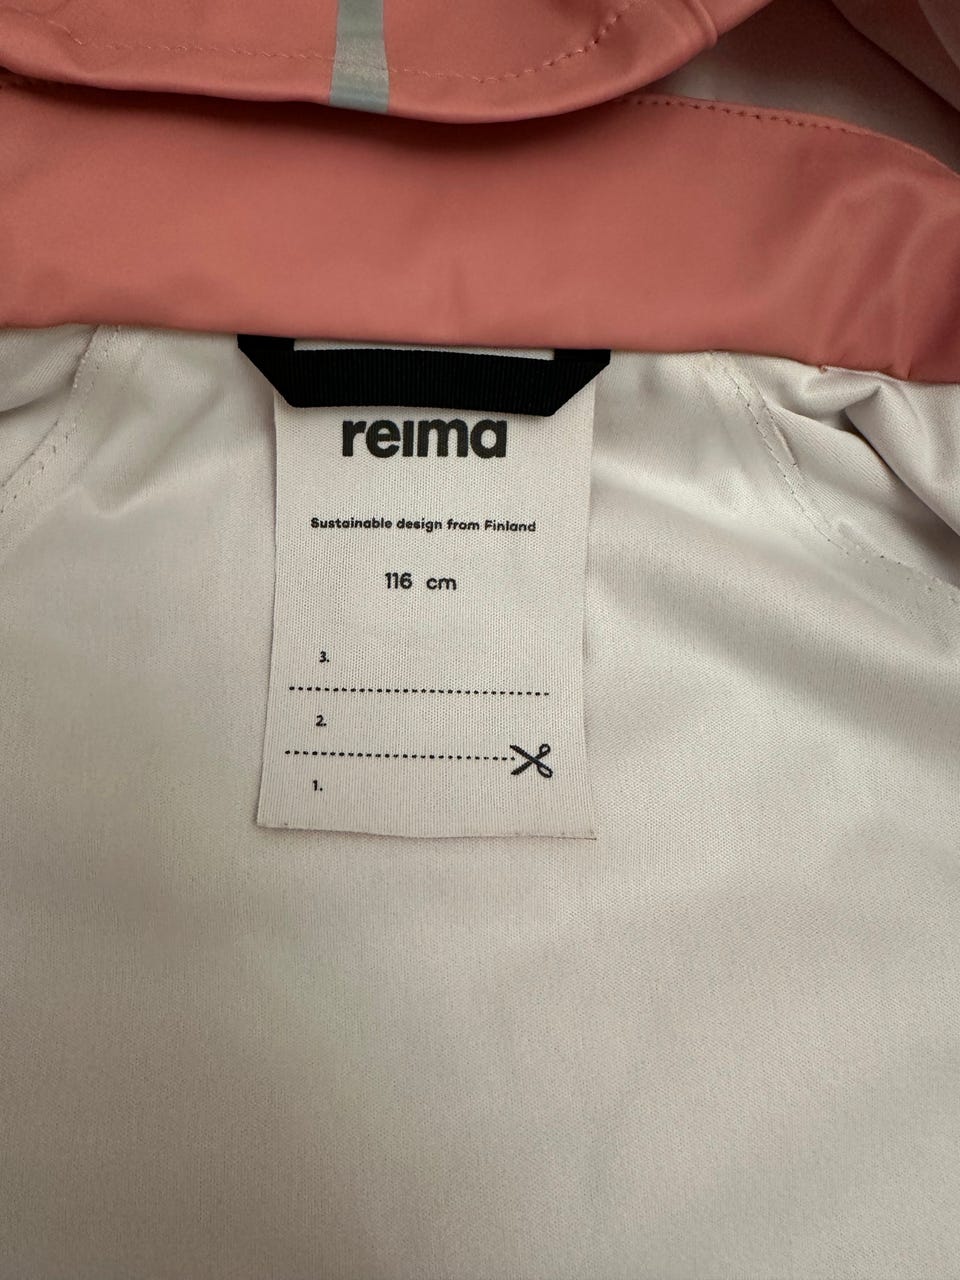 reima
Sustainable design from Finland
116 cm
3.
2.
1.